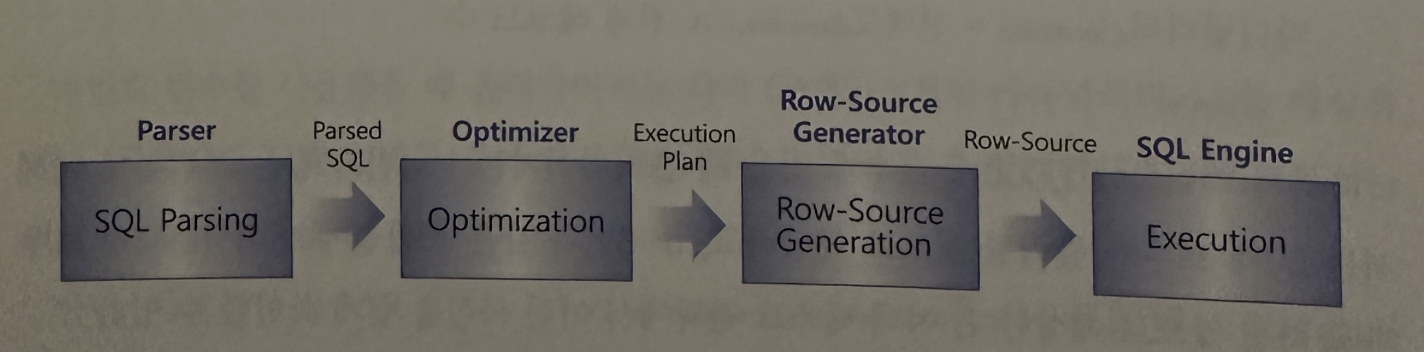 Parser
SQL Parsing
Parsed
SQL
Optimizer
Optimization
Execution
Plan
Row-Source
Generator
Row-Source
Generation
Row-Source
SQL Engine
Execution